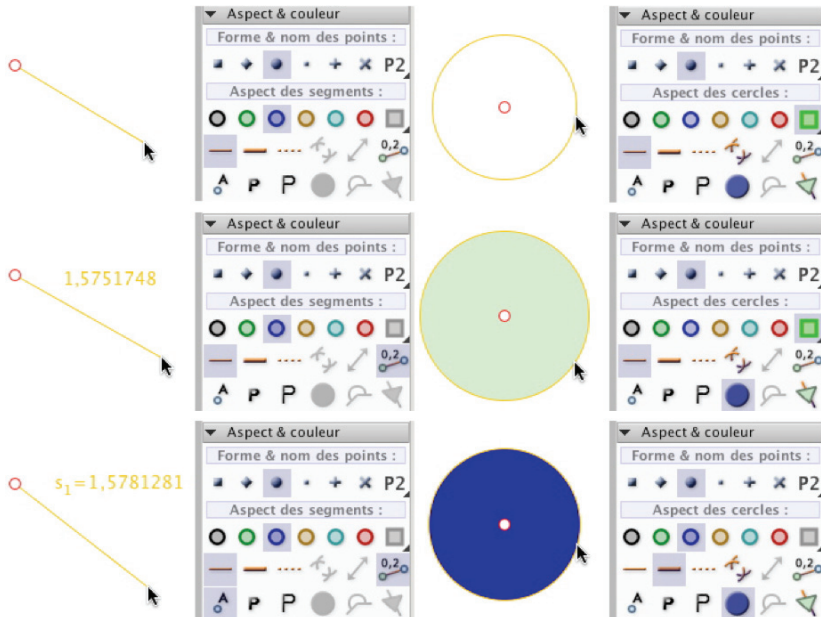 Aspect & couleur
Forme & nom des points :
P2
Aspect des segments :
0,2
A P P
Aspect & couleur
Forme & nom des points :
P2
Aspect des cercles :
0,2
A P P
1,5751748
Aspect & couleur
Forme & nom des points :
P2
Aspect des segments :
0,2
A P P
Aspect & couleur
Forme & nom des points :
P2
Aspect des cercles :
0,2
A P P
s₁=1,5781281
Aspect & couleur
Forme & nom des points :
P2
Aspect des segments :
0,2
A P P
Aspect & couleur
Forme & nom des points :
P2
Aspect des cercles :
0,2
A P P